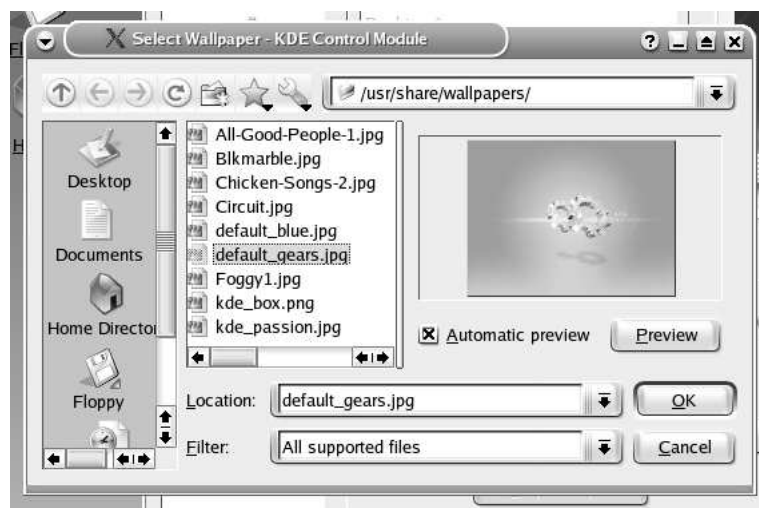 Select Wallpaper - KDE Control Module
/usr/share/wallpapers/
Desktop
Documents
Home Director
Floppy
All-Good-People-1.jpg
Blkmarble.jpg
Chicken-Songs-2.jpg
Circuit.jpg
default_blue.jpg
default_gears.jpg
Foggy1.jpg
kde_box.png
kde_passion.jpg
Automatic preview
Preview
Location:
default_gears.jpg
OK
Filter:
All supported files
Cancel